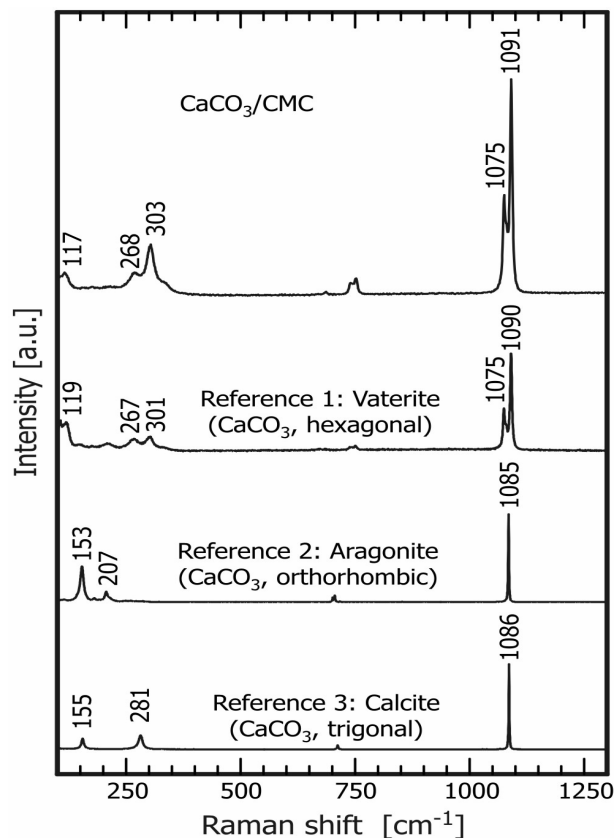 CaCO₃/CMC
117
268
303
1075
1091
Reference 1: Vaterite
(CaCO₃, hexagonal)
119
267
301
1075
1090
Reference 2: Aragonite
(CaCO₃, orthorhombic)
153
207
1085
Reference 3: Calcite
(CaCO₃, trigonal)
155
281
1086
Intensity [a.u.]
250 500 750 1000 1250
Raman shift [cm⁻¹]